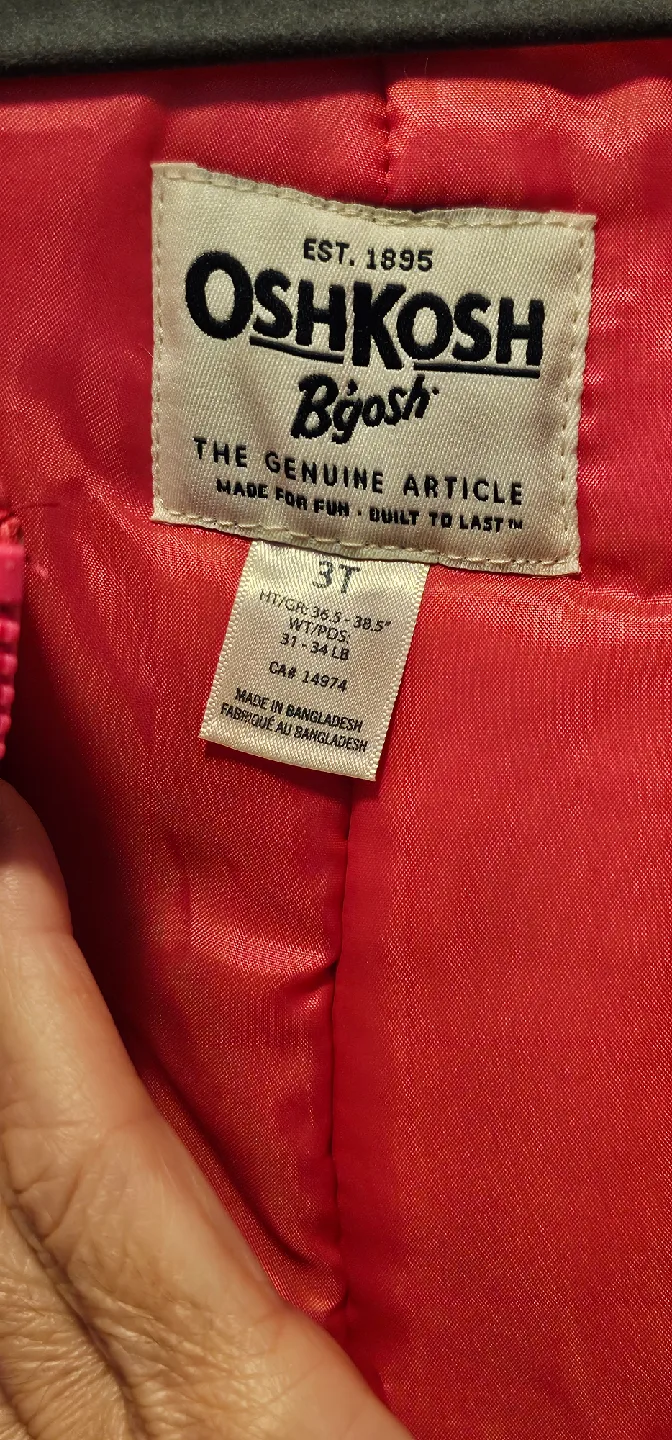 EST. 1895
OSHKOSH
B'gosh
THE GENUINE ARTICLE
MADE FOR FUN · BUILT TO LAST™
3T
HT/GR: 36.5 - 38.5"
WT/PDS:
31 - 34 LB
CA# 14974
MADE IN BANGLADESH
FABRIQUÉ AU BANGLADESH